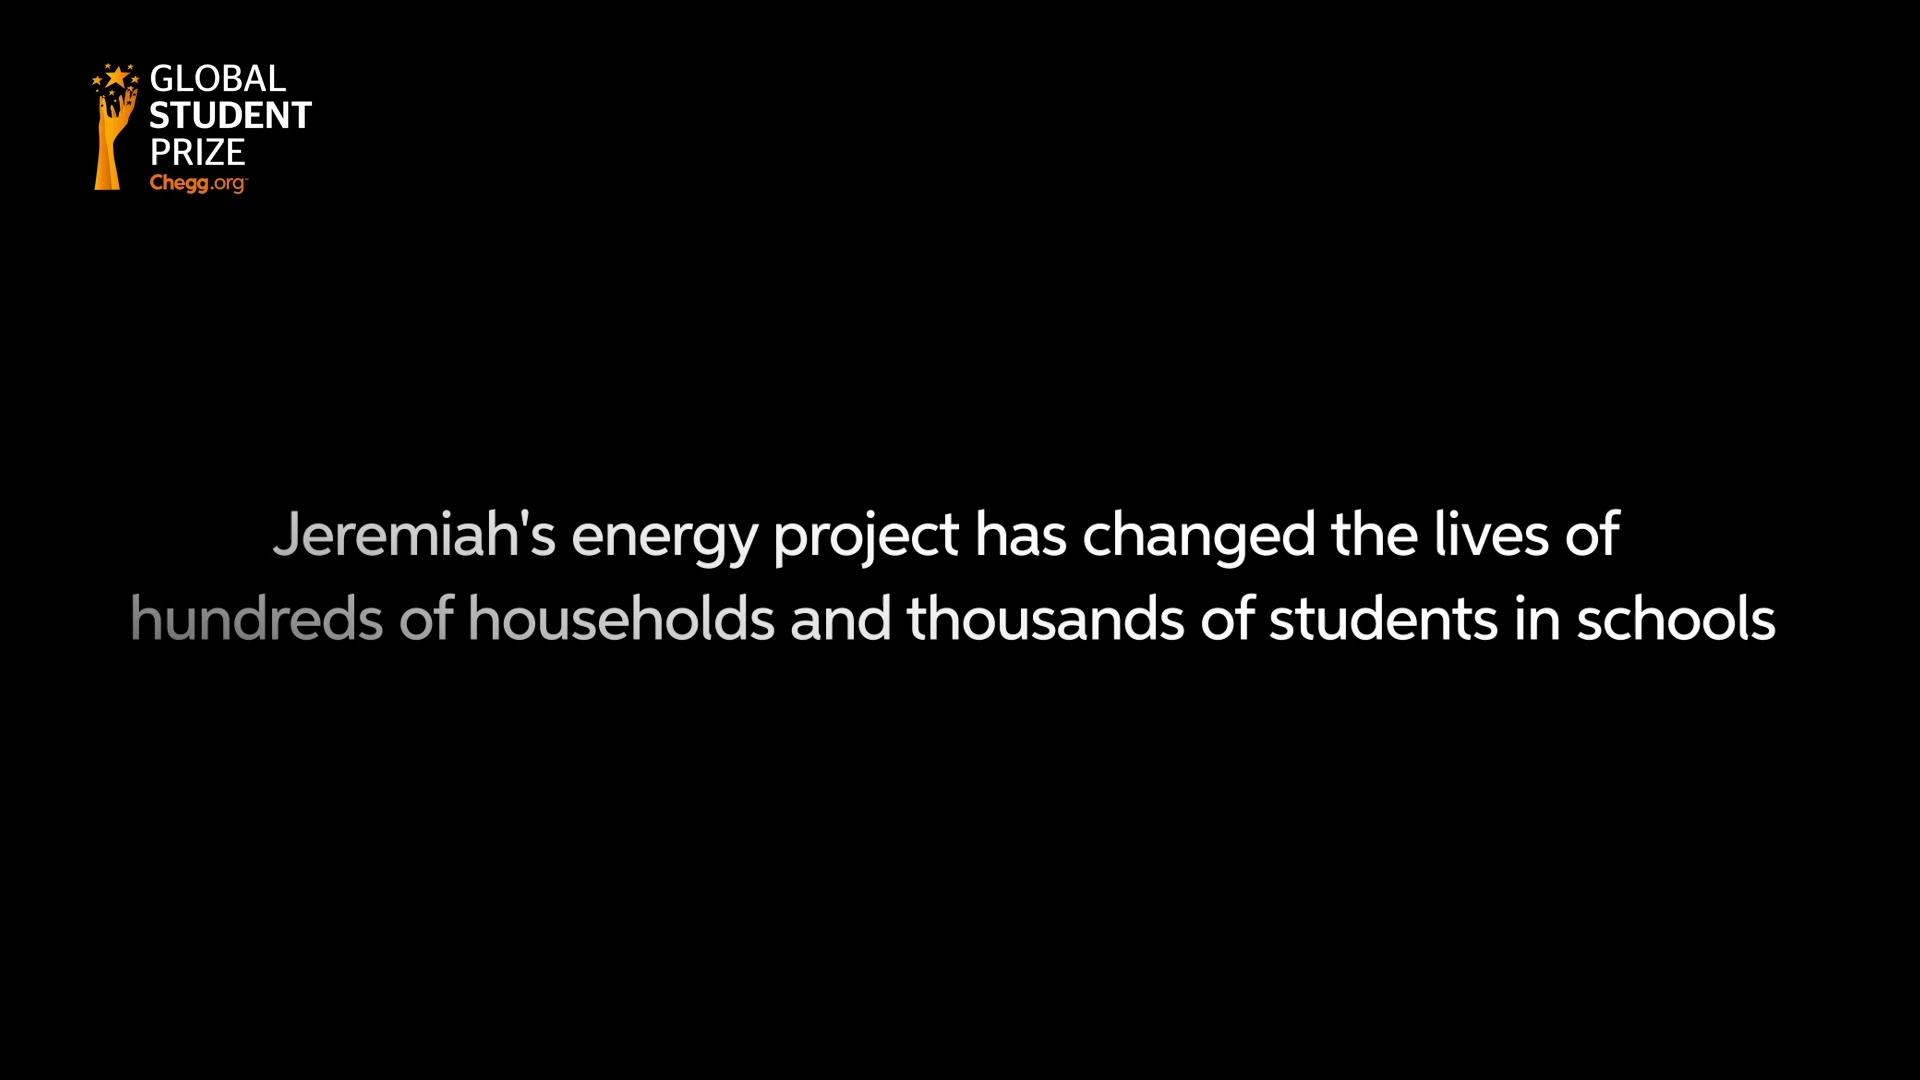 GLOBAL
STUDENT
PRIZE
Chegg.org
Jeremiah's energy project has changed the lives of
hundreds of households and thousands of students in schools